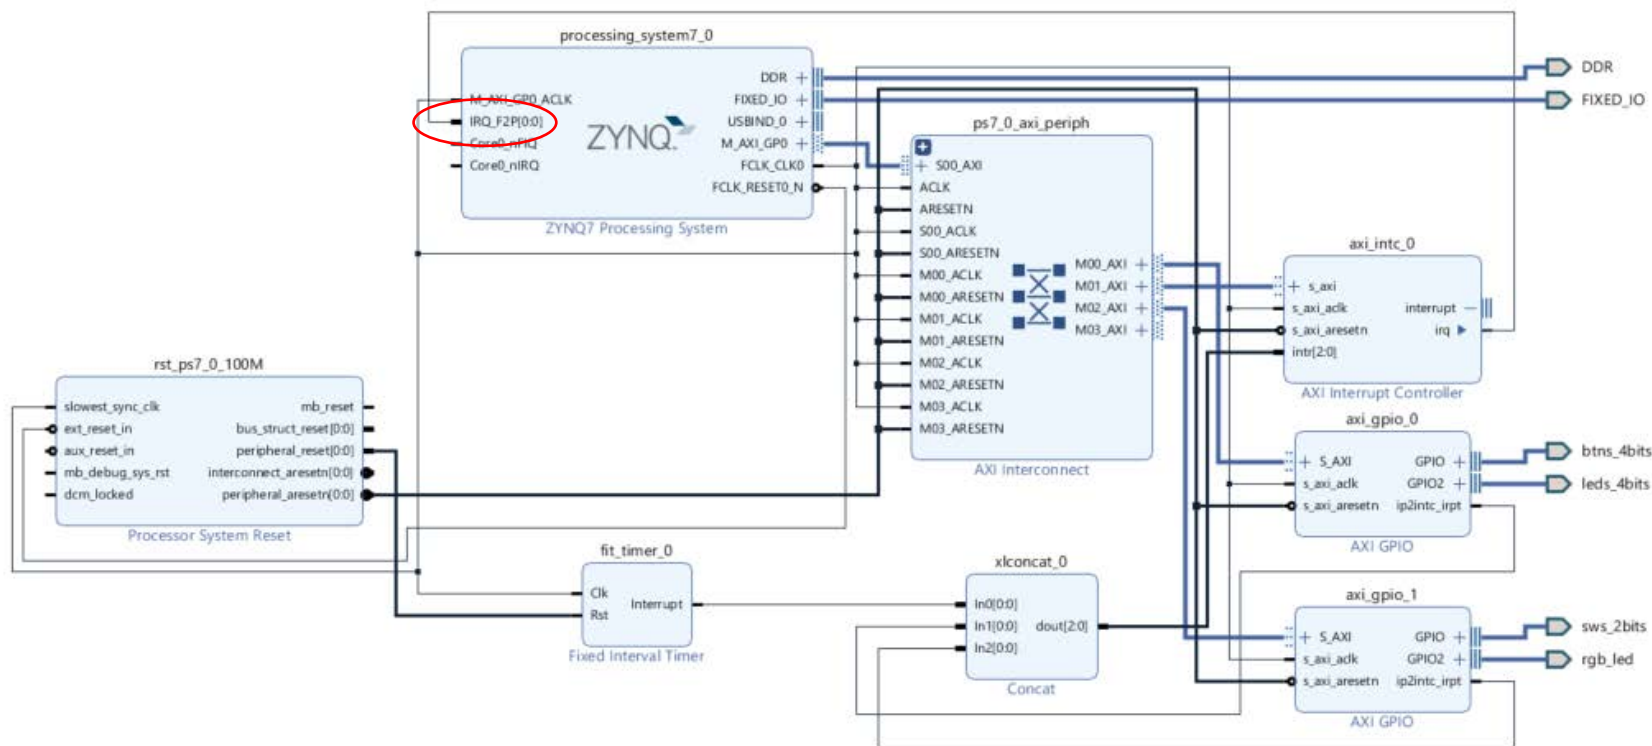 processing_system7_0
M_AXI_GP0_ACLK
IRQ_F2P[0:0]
Core0_nFIQ
Core0_nIRQ
ZYNQ
DDR
FIXED_IO
USBIND_0
M_AXI_GP0
FCLK_CLK0
FCLK_RESET0_N
ZYNQ7 Processing System
DDR
FIXED_IO
ps7_0_axi_periph
S00_AXI
ACLK
ARESETN
S00_ACLK
S00_ARESETN
M00_ACLK
M00_ARESETN
M01_ACLK
M01_ARESETN
M02_ACLK
M02_ARESETN
M03_ACLK
M03_ARESETN
M00_AXI
M01_AXI
M02_AXI
M03_AXI
AXI Interconnect
axi_intc_0
s_axi
s_axi_aclk
s_axi_aresetn
intr[2:0]
interrupt
irq
AXI Interrupt Controller
rst_ps7_0_100M
slowest_sync_clk
ext_reset_in
aux_reset_in
mb_debug_sys_rst
dcm_locked
mb_reset
bus_struct_reset[0:0]
peripheral_reset[0:0]
interconnect_aresetn[0:0]
peripheral_aresetn[0:0]
Processor System Reset
axi_gpio_0
S_AXI
s_axi_aclk
s_axi_aresetn
GPIO
GPIO2
ip2intc_irpt
AXI GPIO
btns_4bits
leds_4bits
fit_timer_0
Clk
Rst
Interrupt
Fixed Interval Timer
xlconcat_0
In0[0:0]
In1[0:0]
In2[0:0]
dout[2:0]
Concat
axi_gpio_1
S_AXI
s_axi_aclk
s_axi_aresetn
GPIO
GPIO2
ip2intc_irpt
AXI GPIO
sws_2bits
rgb_led